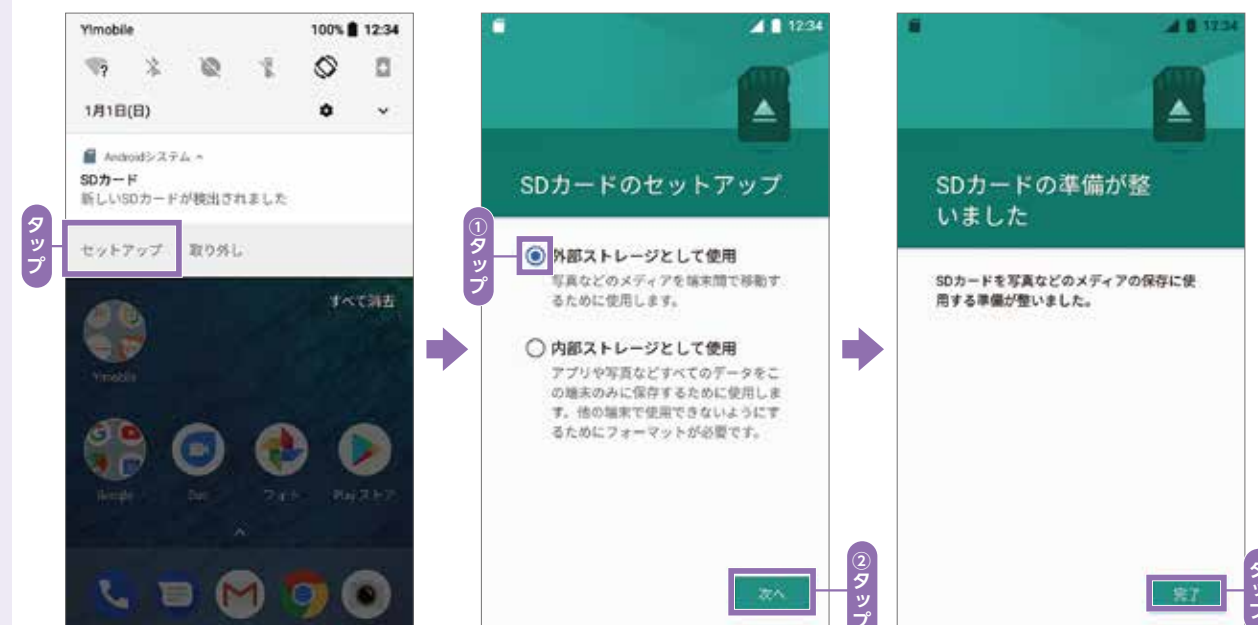 Y!mobile 100% 12:34
1月1日(日)
Androidシステム
SDカード
新しいSDカードが検出されました
セットアップ 取り外し
タップ
すべて消去
Y!mobile
Google Duo フォト Play ストア
12:34
SDカードのセットアップ
①タップ
外部ストレージとして使用
写真などのメディアを端末間で移動す
るために使用します。
内部ストレージとして使用
アプリや写真などすべてのデータをこ
の端末のみに保存するために使用しま
す。他の端末で使用できないようにす
るためにフォーマットが必要です。
次へ
②タップ
12:34
SDカードの準備が整
いました
SDカードを写真などのメディアの保存に使
用する準備が整いました。
完了
タップ